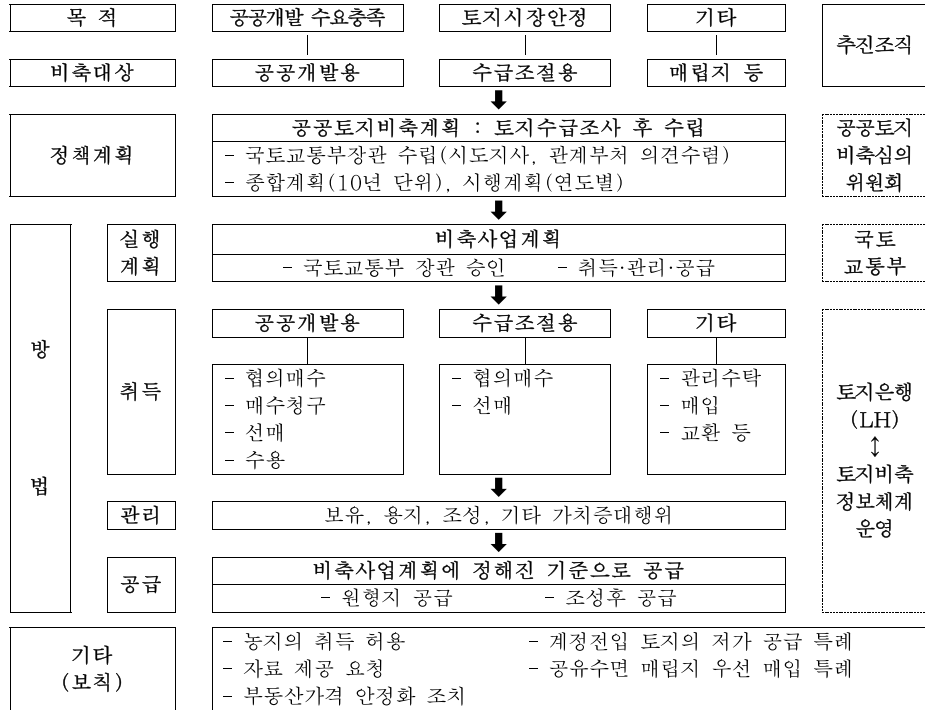 목 적
공공개발 수요충족
토지시장안정
기타
추진조직
비축대상
공공개발용
수급조절용
매립지 등
정책계획
공공토지비축계획 : 토지수급조사 후 수립
- 국토교통부장관 수립(시도지사, 관계부처 의견수렴)
- 종합계획(10년 단위), 시행계획(연도별)
공공토지
비축심의
위원회
방
법
실행
계획
비축사업계획
- 국토교통부 장관 승인 - 취득·관리·공급
국토
교통부
취득
공공개발용
- 협의매수
- 매수청구
- 선매
- 수용
수급조절용
- 협의매수
- 선매
기타
- 관리수탁
- 매입
- 교환 등
토지은행
(LH)
↕
토지비축
정보체계
운영
관리
보유, 용지, 조성, 기타 가치증대행위
공급
비축사업계획에 정해진 기준으로 공급
- 원형지 공급 - 조성후 공급
기타
(보칙)
- 농지의 취득 허용 - 계정전입 토지의 저가 공급 특례
- 자료 제공 요청 - 공유수면 매립지 우선 매입 특례
- 부동산가격 안정화 조치